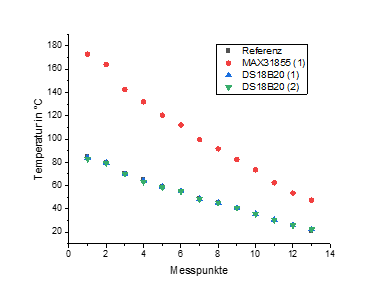 Referenz
MAX31855 (1)
DS18B20 (1)
DS18B20 (2)
Temperatur in °C
180
160
140
120
100
80
60
40
20
0 2 4 6 8 10 12 14
Messpunkte